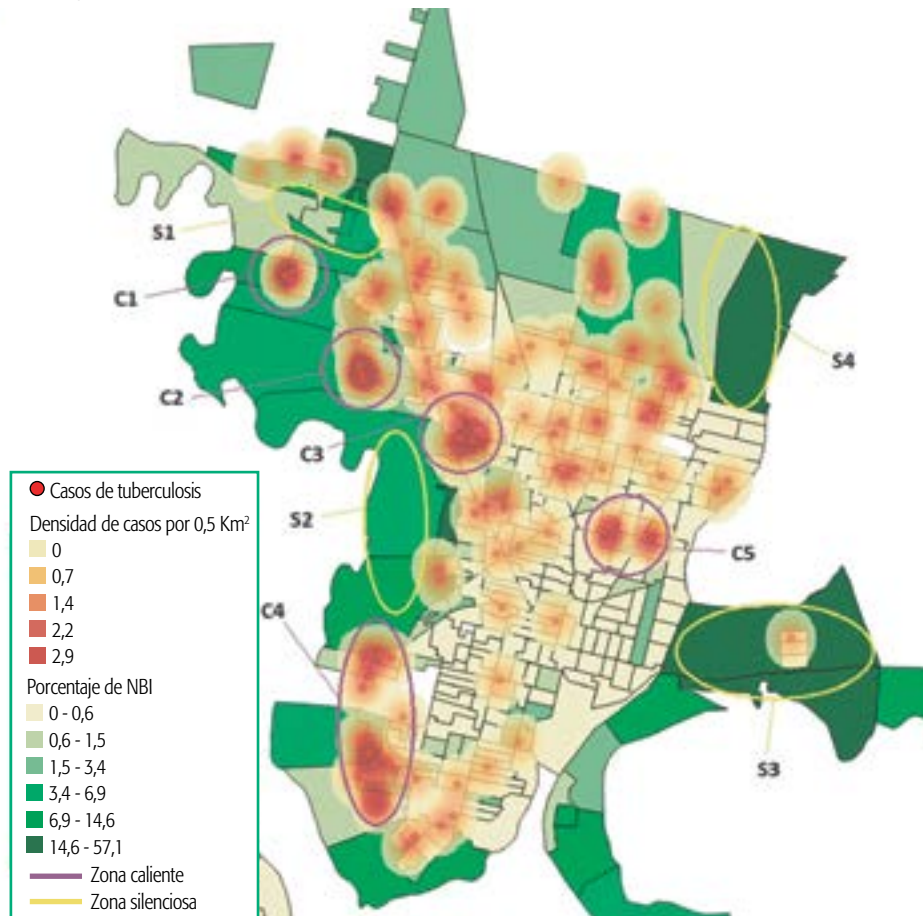 S1
C1
C2
C3
S2
C4
S4
C5
S3
Casos de tuberculosis
Densidad de casos por 0,5 Km²
0
0,7
1,4
2,2
2,9
Porcentaje de NBI
0 - 0,6
0,6 - 1,5
1,5 - 3,4
3,4 - 6,9
6,9 - 14,6
14,6 - 57,1
Zona caliente
Zona silenciosa